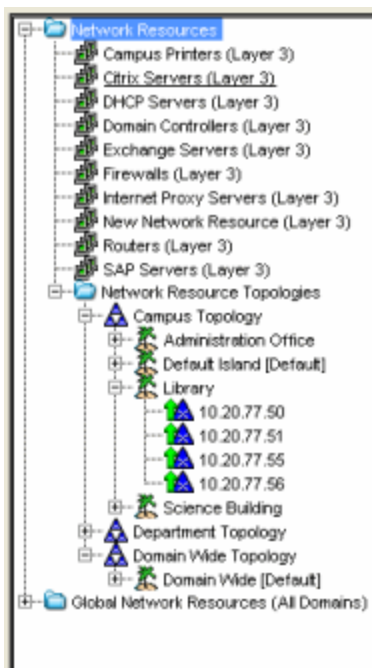 Network Resources
Campus Printers (Layer 3)
Citrix Servers (Layer 3)
DHCP Servers (Layer 3)
Domain Controllers (Layer 3)
Exchange Servers (Layer 3)
Firewalls (Layer 3)
Internet Proxy Servers (Layer 3)
New Network Resource (Layer 3)
Routers (Layer 3)
SAP Servers (Layer 3)
Network Resource Topologies
Campus Topology
Administration Office
Default Island [Default]
Library
10.20.77.50
10.20.77.51
10.20.77.55
10.20.77.56
Science Building
Department Topology
Domain Wide Topology
Domain Wide [Default]
Global Network Resources (All Domains)